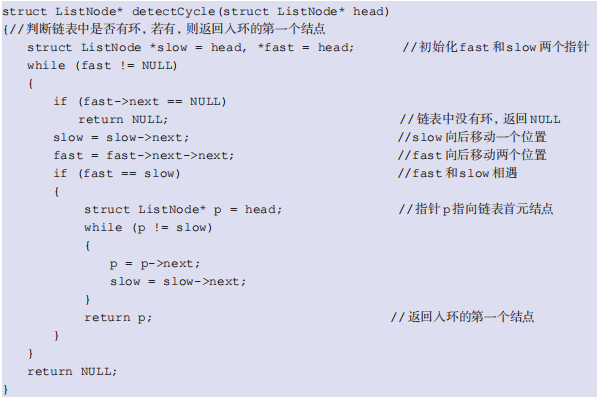 struct ListNode* detectCycle(struct ListNode* head)
{//判断链表中是否有环,若有,则返回入环的第一个结点
    struct ListNode *slow = head, *fast = head;        //初始化fast和slow两个指针
    while (fast != NULL)
    {
        if (fast->next == NULL)
            return NULL;                               //链表中没有环,返回NULL
        slow = slow->next;                             //slow向后移动一个位置
        fast = fast->next->next;                       //fast向后移动两个位置
        if (fast == slow)                              //fast和slow相遇
        {
            struct ListNode* p = head;                 //指针p指向链表首元结点
            while (p != slow)
            {
                p = p->next;
                slow = slow->next;
            }
            return p;                                  //返回入环的第一个结点
        }
    }
    return NULL;
}